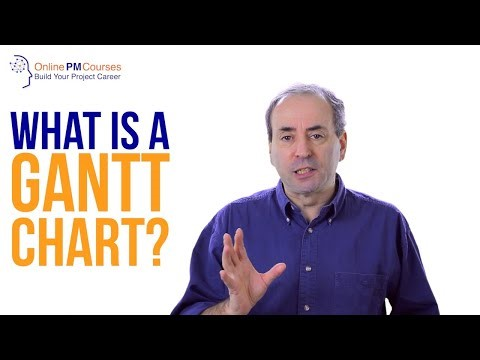 Online PM Courses
Build Your Project Career
WHAT IS A
GANTT
CHART?